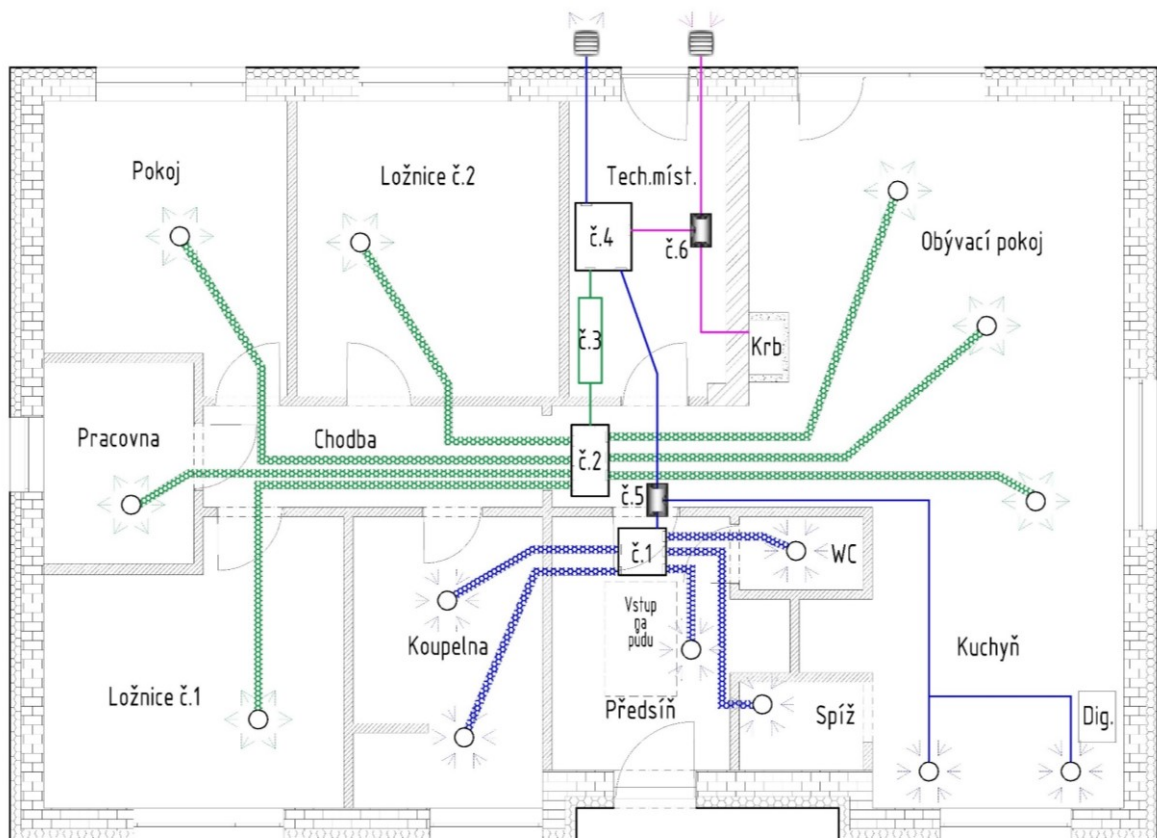 Pokoj
Ložnice č.2
Tech.míst.
č.4
č.6
Obývací pokoj
č.3
Krb
Pracovna
Chodba
č.2
č.5
č.1
WC
Vstup
na
půdu
Koupelna
Kuchyň
Ložnice č.1
Předsíň
Spíž
Dig.